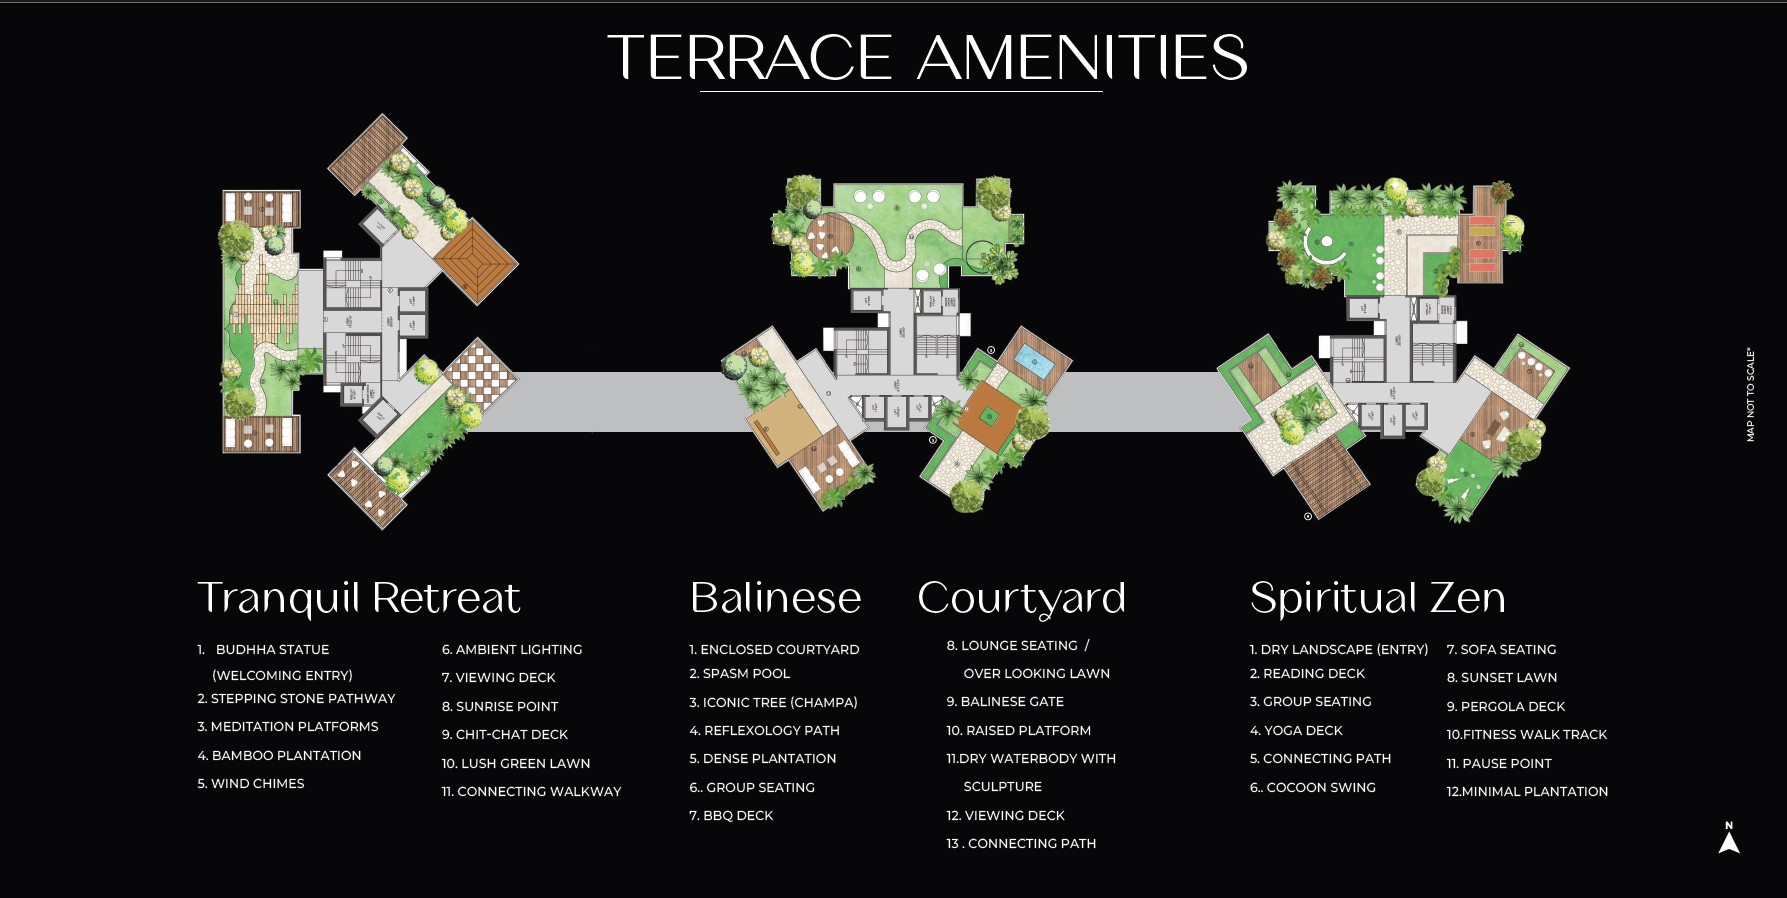 TERRACE AMENITIES
MAP NOT TO SCALE*
Tranquil Retreat
1. BUDHHA STATUE
(WELCOMING ENTRY)
2. STEPPING STONE PATHWAY
3. MEDITATION PLATFORMS
4. BAMBOO PLANTATION
5. WIND CHIMES
6. AMBIENT LIGHTING
7. VIEWING DECK
8. SUNRISE POINT
9. CHIT-CHAT DECK
10. LUSH GREEN LAWN
11. CONNECTING WALKWAY
Balinese Courtyard
1. ENCLOSED COURTYARD
2. SPASM POOL
3. ICONIC TREE (CHAMPA)
4. REFLEXOLOGY PATH
5. DENSE PLANTATION
6.. GROUP SEATING
7. BBQ DECK
8. LOUNGE SEATING /
OVER LOOKING LAWN
9. BALINESE GATE
10. RAISED PLATFORM
11.DRY WATERBODY WITH
SCULPTURE
12. VIEWING DECK
13 . CONNECTING PATH
Spiritual Zen
1. DRY LANDSCAPE (ENTRY)
2. READING DECK
3. GROUP SEATING
4. YOGA DECK
5. CONNECTING PATH
6.. COCOON SWING
7. SOFA SEATING
8. SUNSET LAWN
9. PERGOLA DECK
10.FITNESS WALK TRACK
11. PAUSE POINT
12.MINIMAL PLANTATION
N